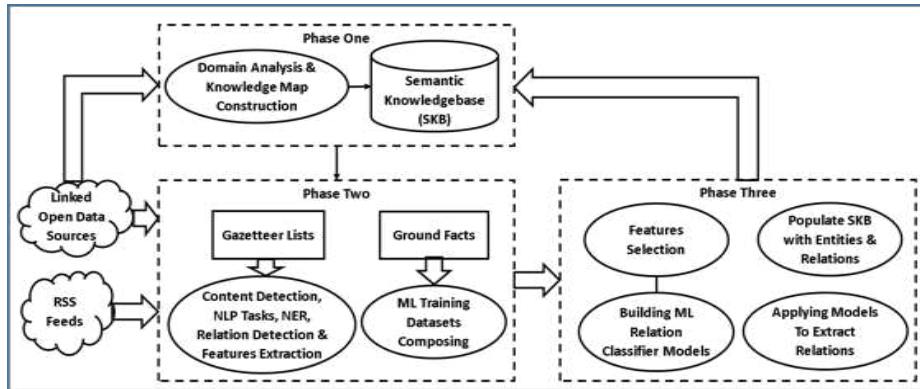 Phase One
Domain Analysis &
Knowledge Map
Construction
Semantic
Knowledgebase
(SKB)
Linked
Open Data
Sources
RSS
Feeds
Phase Two
Gazetteer Lists
Ground Facts
Content Detection,
NLP Tasks, NER,
Relation Detection &
Features Extraction
ML Training
Datasets
Composing
Phase Three
Features
Selection
Populate SKB
with Entities &
Relations
Building ML
Relation
Classifier Models
Applying Models
To Extract
Relations